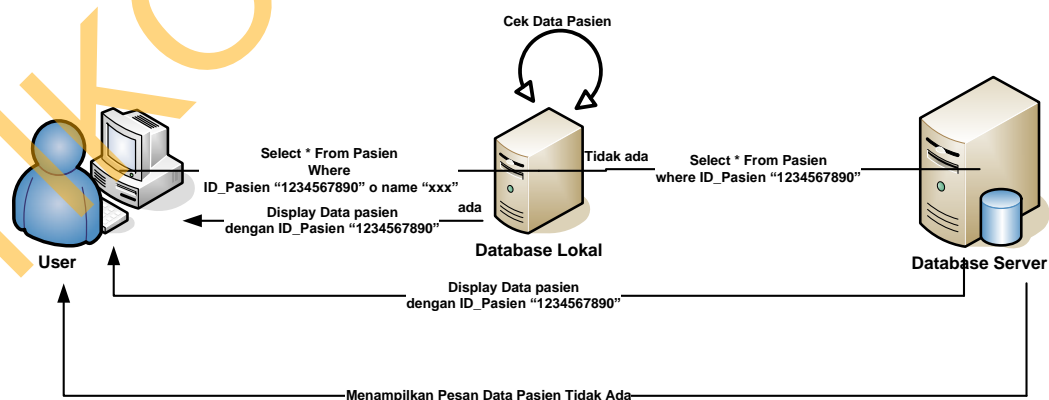 Cek Data Pasien
Select * From Pasien
Where
ID_Pasien “1234567890” o name “xxx”
Tidak ada
Select * From Pasien
where ID_Pasien “1234567890”
Display Data pasien
dengan ID_Pasien “1234567890”
ada
User
Database Lokal
Database Server
Display Data pasien
dengan ID_Pasien “1234567890”
Menampilkan Pesan Data Pasien Tidak Ada